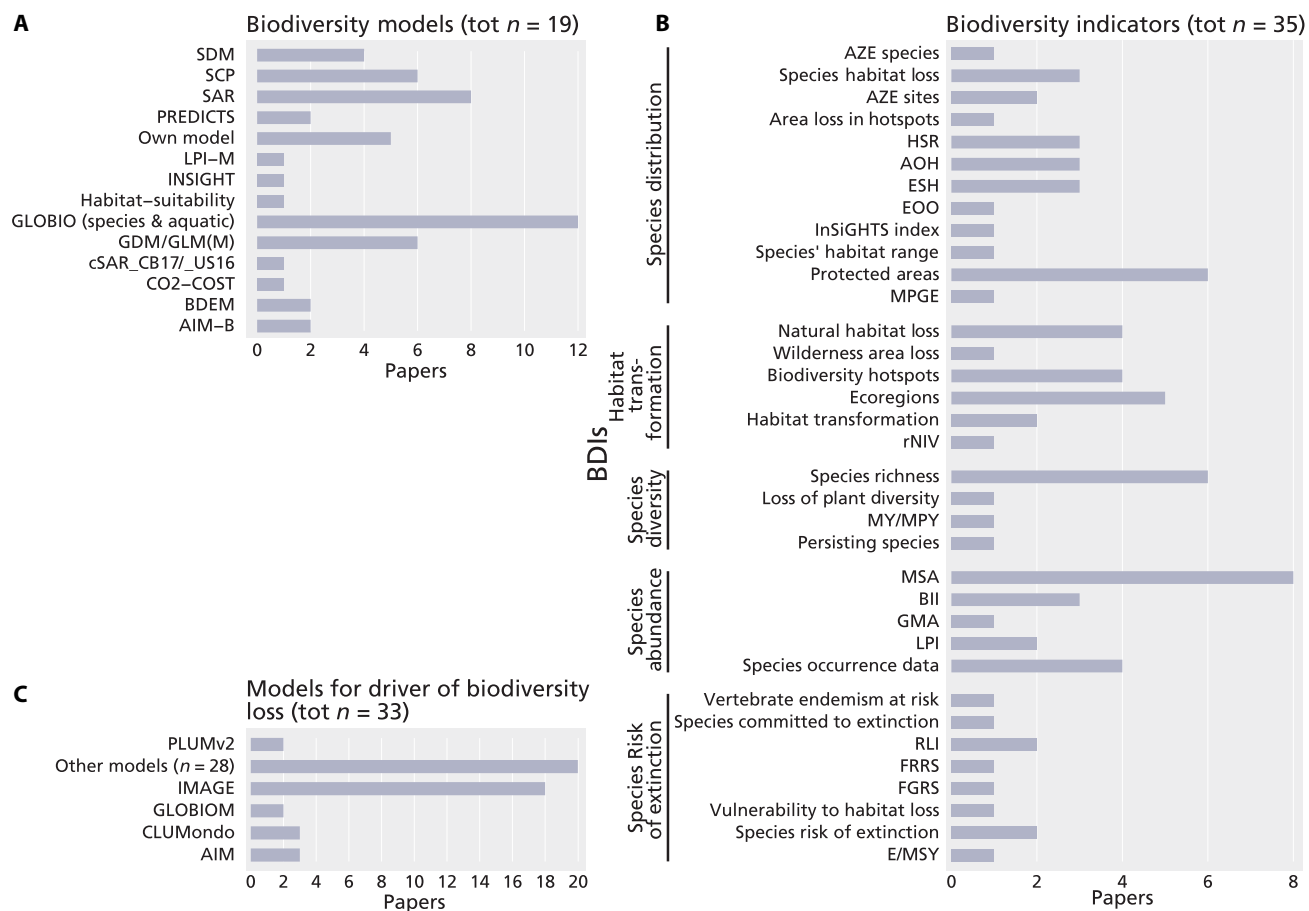 A
Biodiversity models (tot n = 19)
SDM
SCP
SAR
PREDICTS
Own model
LPI−M
INSIGHT
Habitat−suitability
GLOBIO (species & aquatic)
GDM/GLM(M)
cSAR_CB17/_US16
CO2−COST
BDEM
AIM−B
0 2 4 6 8 10 12
Papers
B
Biodiversity indicators (tot n = 35)
BDIs
Species distribution
AZE species
Species habitat loss
AZE sites
Area loss in hotspots
HSR
AOH
ESH
EOO
InSiGHTS index
Species' habitat range
Protected areas
MPGE
Habitat
trans-
formation
Natural habitat loss
Wilderness area loss
Biodiversity hotspots
Ecoregions
Habitat transformation
rNIV
Species
diversity
Species richness
Loss of plant diversity
MY/MPY
Persisting species
Species
abundance
MSA
BII
GMA
LPI
Species occurrence data
Species Risk
of extinction
Vertebrate endemism at risk
Species committed to extinction
RLI
FRRS
FGRS
Vulnerability to habitat loss
Species risk of extinction
E/MSY
0 2 4 6 8
Papers
C
Models for driver of biodiversity
loss (tot n = 33)
PLUMv2
Other models (n = 28)
IMAGE
GLOBIOM
CLUMondo
AIM
0 2 4 6 8 10 12 14 16 18 20
Papers